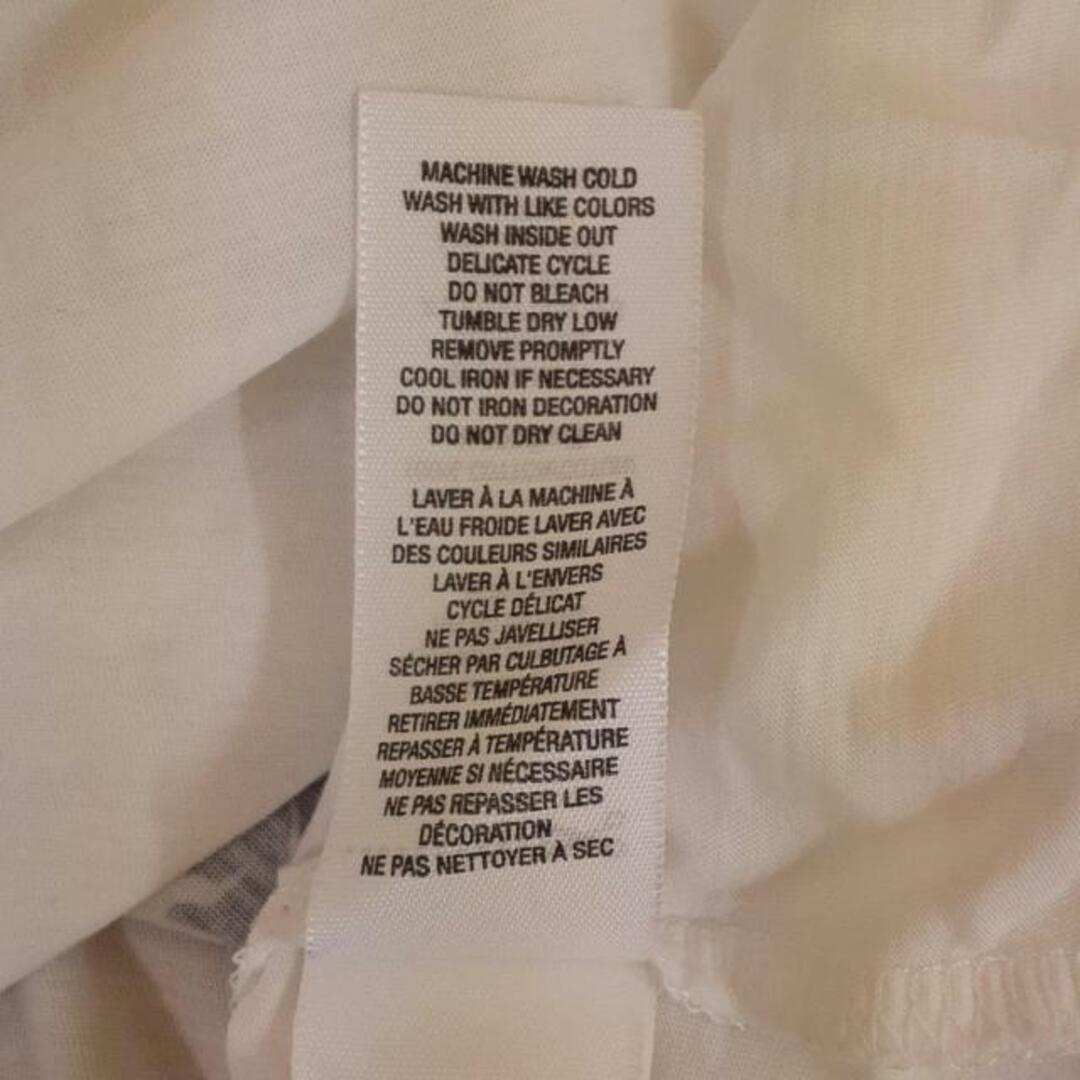 MACHINE WASH COLD
WASH WITH LIKE COLORS
WASH INSIDE OUT
DELICATE CYCLE
DO NOT BLEACH
TUMBLE DRY LOW
REMOVE PROMPTLY
COOL IRON IF NECESSARY
DO NOT IRON DECORATION
DO NOT DRY CLEAN
LAVER À LA MACHINE À
L'EAU FROIDE LAVER AVEC
DES COULEURS SIMILAIRES
LAVER À L'ENVERS
CYCLE DÉLICAT
NE PAS JAVELLISER
SÉCHER PAR CULBUTAGE À
BASSE TEMPÉRATURE
RETIRER IMMÉDIATEMENT
REPASSER À TEMPÉRATURE
MOYENNE SI NÉCESSAIRE
NE PAS REPASSER LES
DÉCORATION
NE PAS NETTOYER À SEC